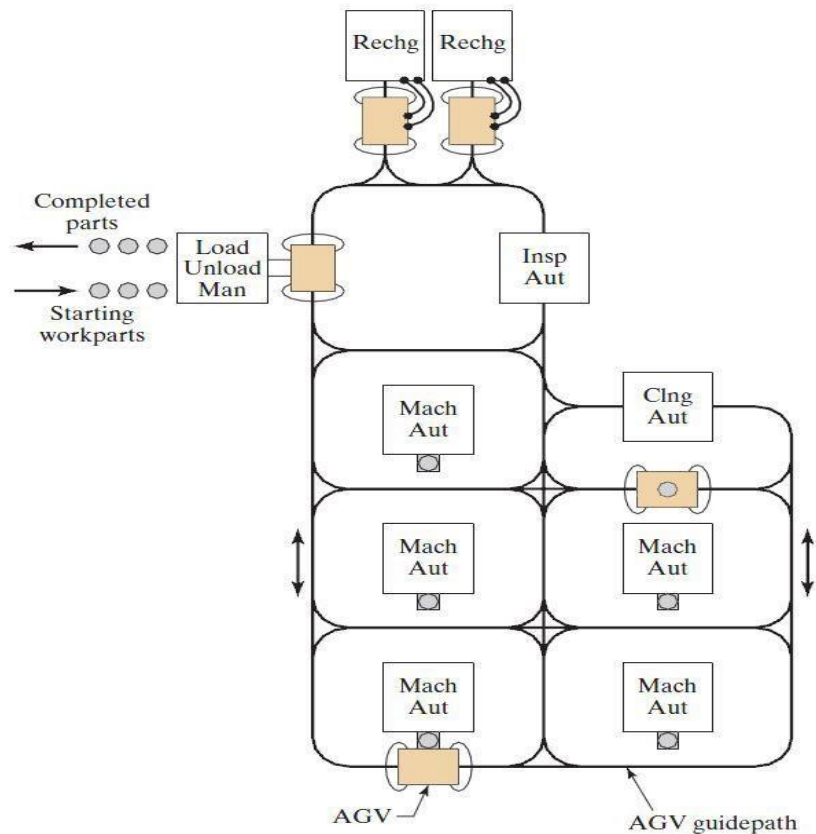 Rechg
Rechg
Completed
parts
Load
Unload
Man
Insp
Aut
Starting
workparts
Mach
Aut
Clng
Aut
Mach
Aut
Mach
Aut
Mach
Aut
Mach
Aut
AGV
AGV guidepath